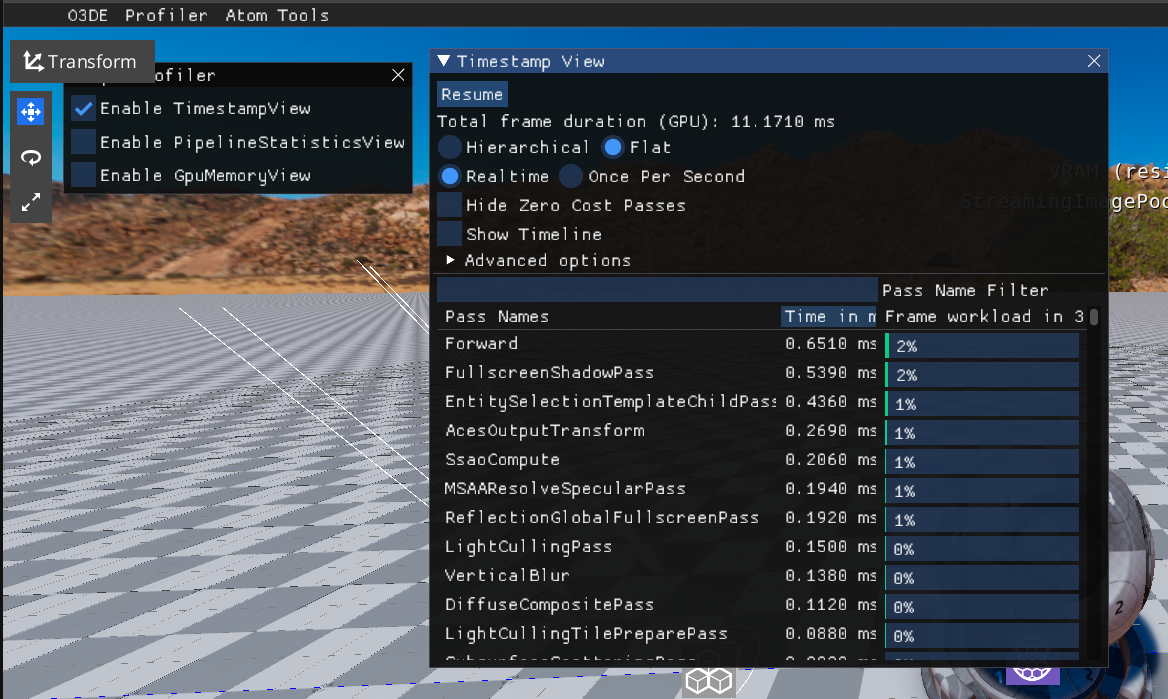 O3DE Profiler Atom Tools
Transform
ofiler
Enable TimestampView
Enable PipelineStatisticsView
Enable GpuMemoryView
Timestamp View
Resume
Total frame duration (GPU): 11.1710 ms
Hierarchical Flat
Realtime Once Per Second
Hide Zero Cost Passes
Show Timeline
Advanced options
Pass Name Filter
Pass Names Time in m Frame workload in 3
Forward 0.6510 ms 2%
FullscreenShadowPass 0.5390 ms 2%
EntitySelectionTemplateChildPass 0.4360 ms 1%
AcesOutputTransform 0.2690 ms 1%
SsaoCompute 0.2060 ms 1%
MSAAResolveSpecularPass 0.1940 ms 1%
ReflectionGlobalFullscreenPass 0.1920 ms 1%
LightCullingPass 0.1500 ms 0%
VerticalBlur 0.1380 ms 0%
DiffuseCompositePass 0.1120 ms 0%
LightCullingTilePreparePass 0.0880 ms 0%
VRAM (resi
StreamingImagePoo
2